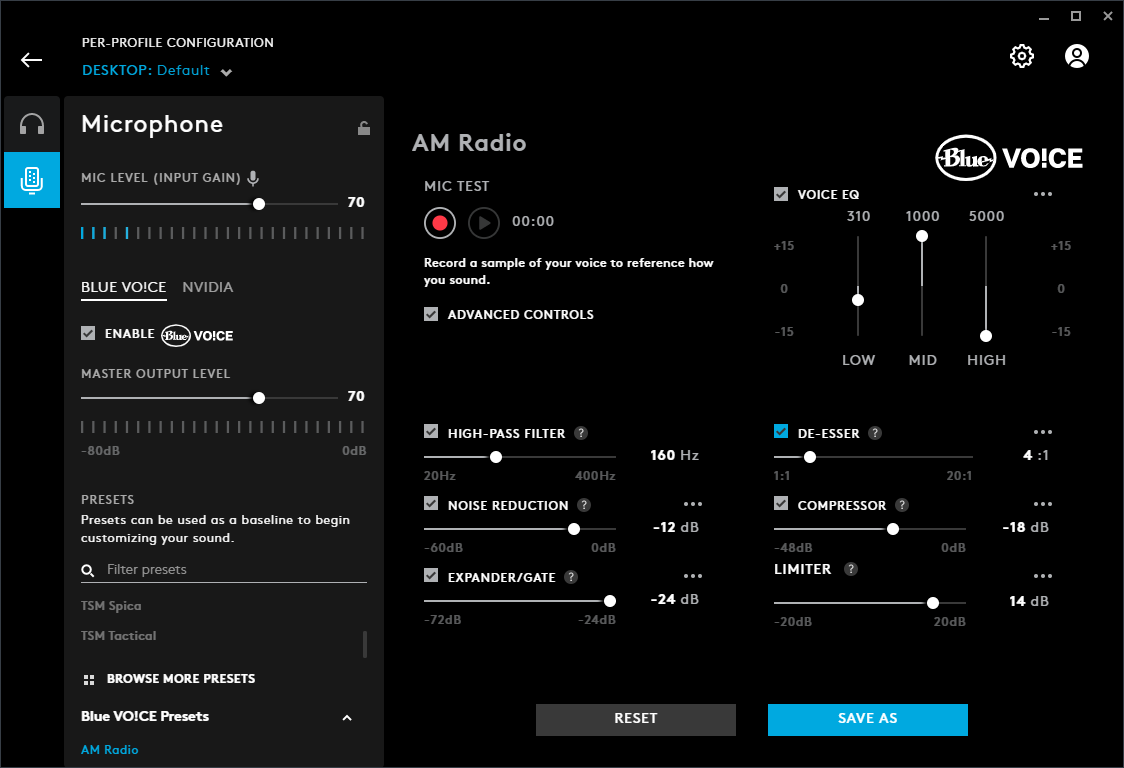 PER-PROFILE CONFIGURATION
DESKTOP: Default
Microphone
MIC LEVEL (INPUT GAIN)
70
BLUE VO!CE NVIDIA
ENABLE Blue VO!CE
MASTER OUTPUT LEVEL
70
-80dB 0dB
PRESETS
Presets can be used as a baseline to begin
customizing your sound.
Filter presets
TSM Spica
TSM Tactical
BROWSE MORE PRESETS
Blue VO!CE Presets
AM Radio
AM Radio
Blue VO!CE
MIC TEST
00:00
Record a sample of your voice to reference how
you sound.
ADVANCED CONTROLS
VOICE EQ
310 1000 5000
+15 +15
0 0
-15 -15
LOW MID HIGH
HIGH-PASS FILTER ?
160 Hz
20Hz 400Hz
NOISE REDUCTION ?
-12 dB
-60dB 0dB
EXPANDER/GATE ?
-24 dB
-72dB -24dB
DE-ESSER ?
4 :1
1:1 20:1
COMPRESSOR ?
-18 dB
-48dB 0dB
LIMITER ?
14 dB
-20dB 20dB
RESET SAVE AS